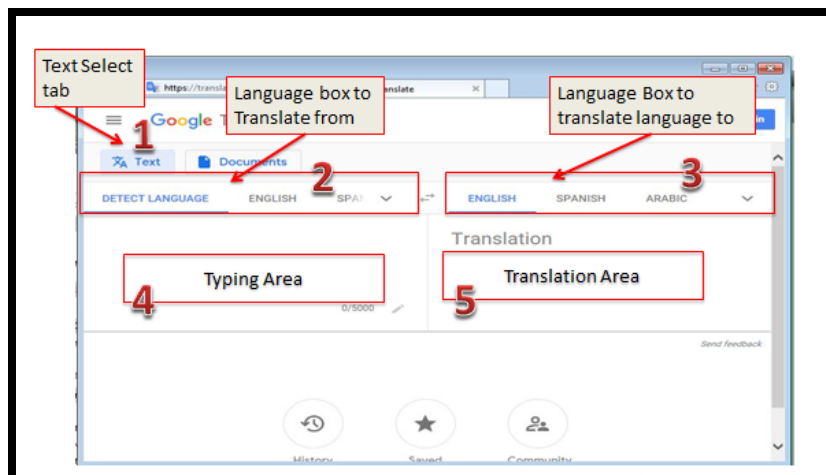 Text Select
tab
https://transla
anslate
Language box to
Translate from
Language Box to
translate language to
Google T
in
1
Text
Documents
2
3
DETECT LANGUAGE
ENGLISH
SPA
ENGLISH
SPANISH
ARABIC
Translation
Typing Area
Translation Area
4
5
0/5000
Send feedback
History
Saved
Community